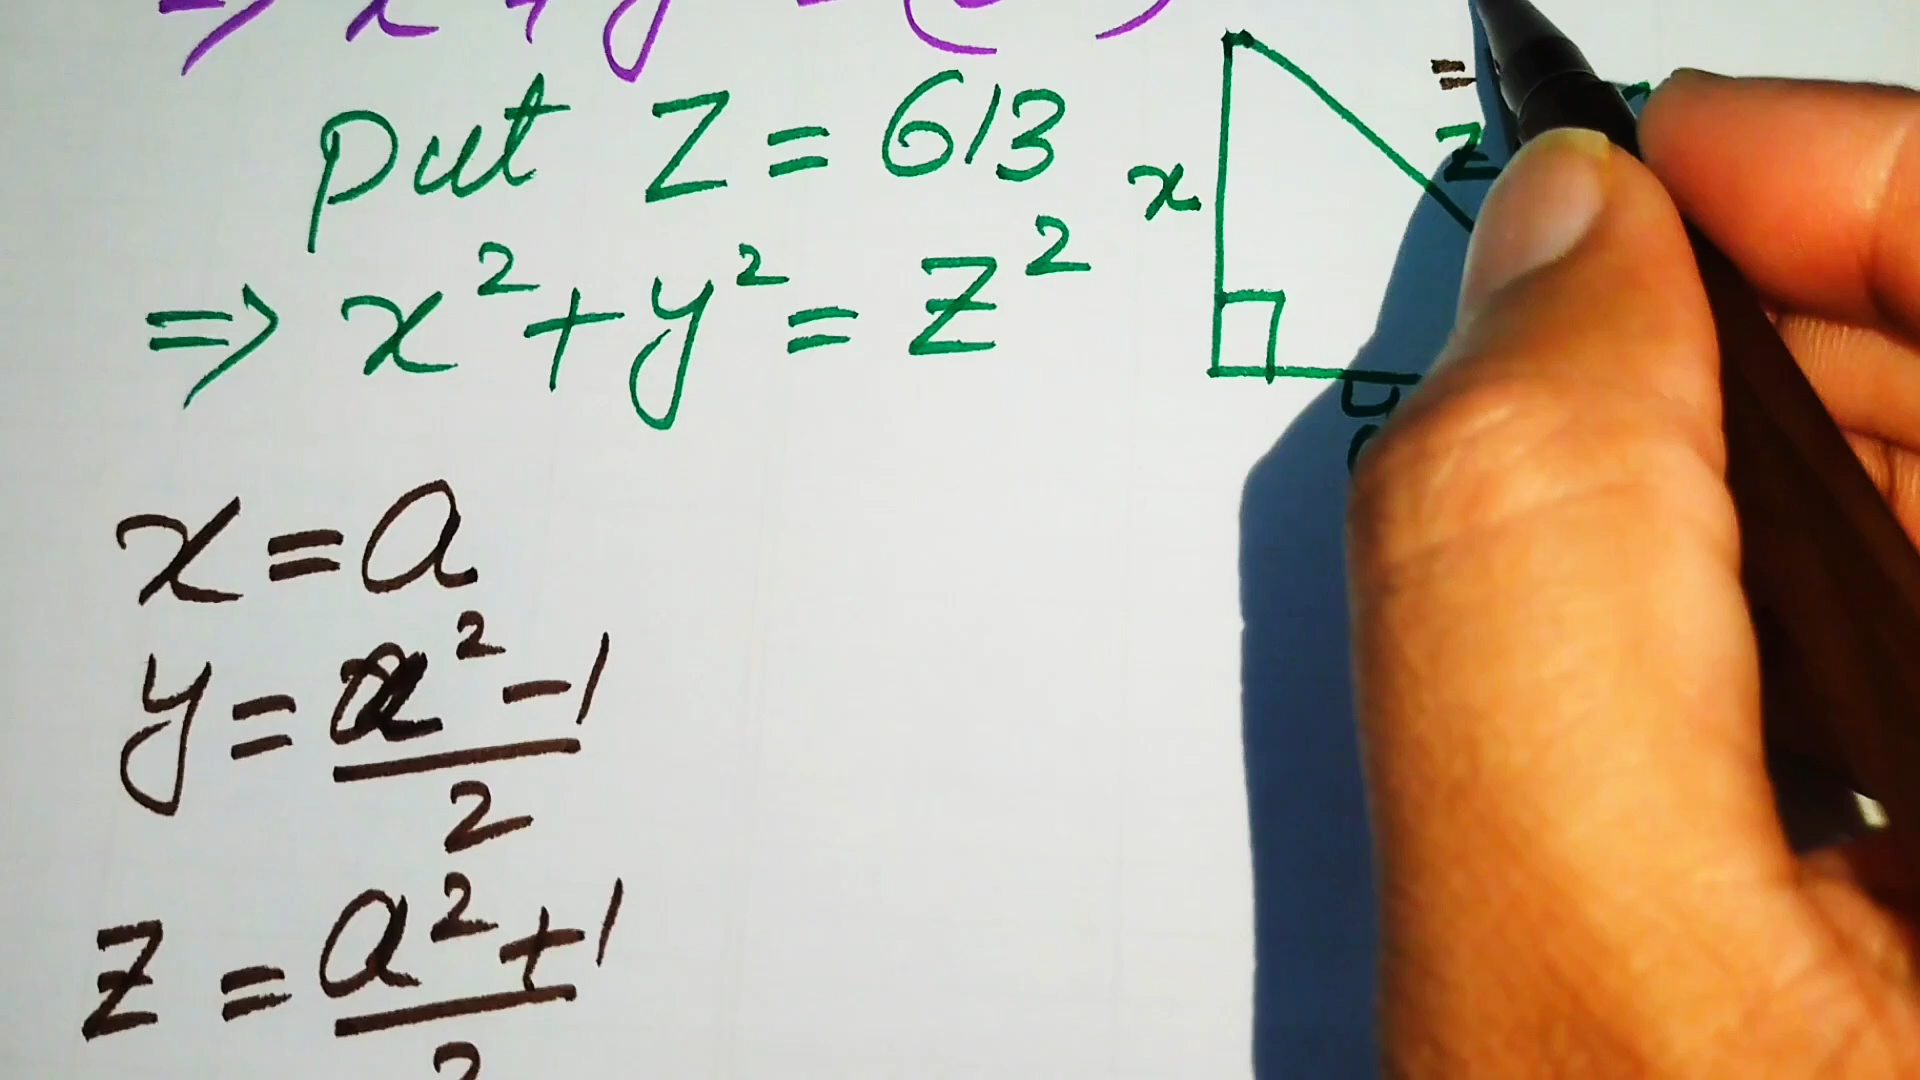 put Z = 613
=> x² + y² = Z²
x
Z
x = a
y = a² - 1
2
Z = a² + 1
2